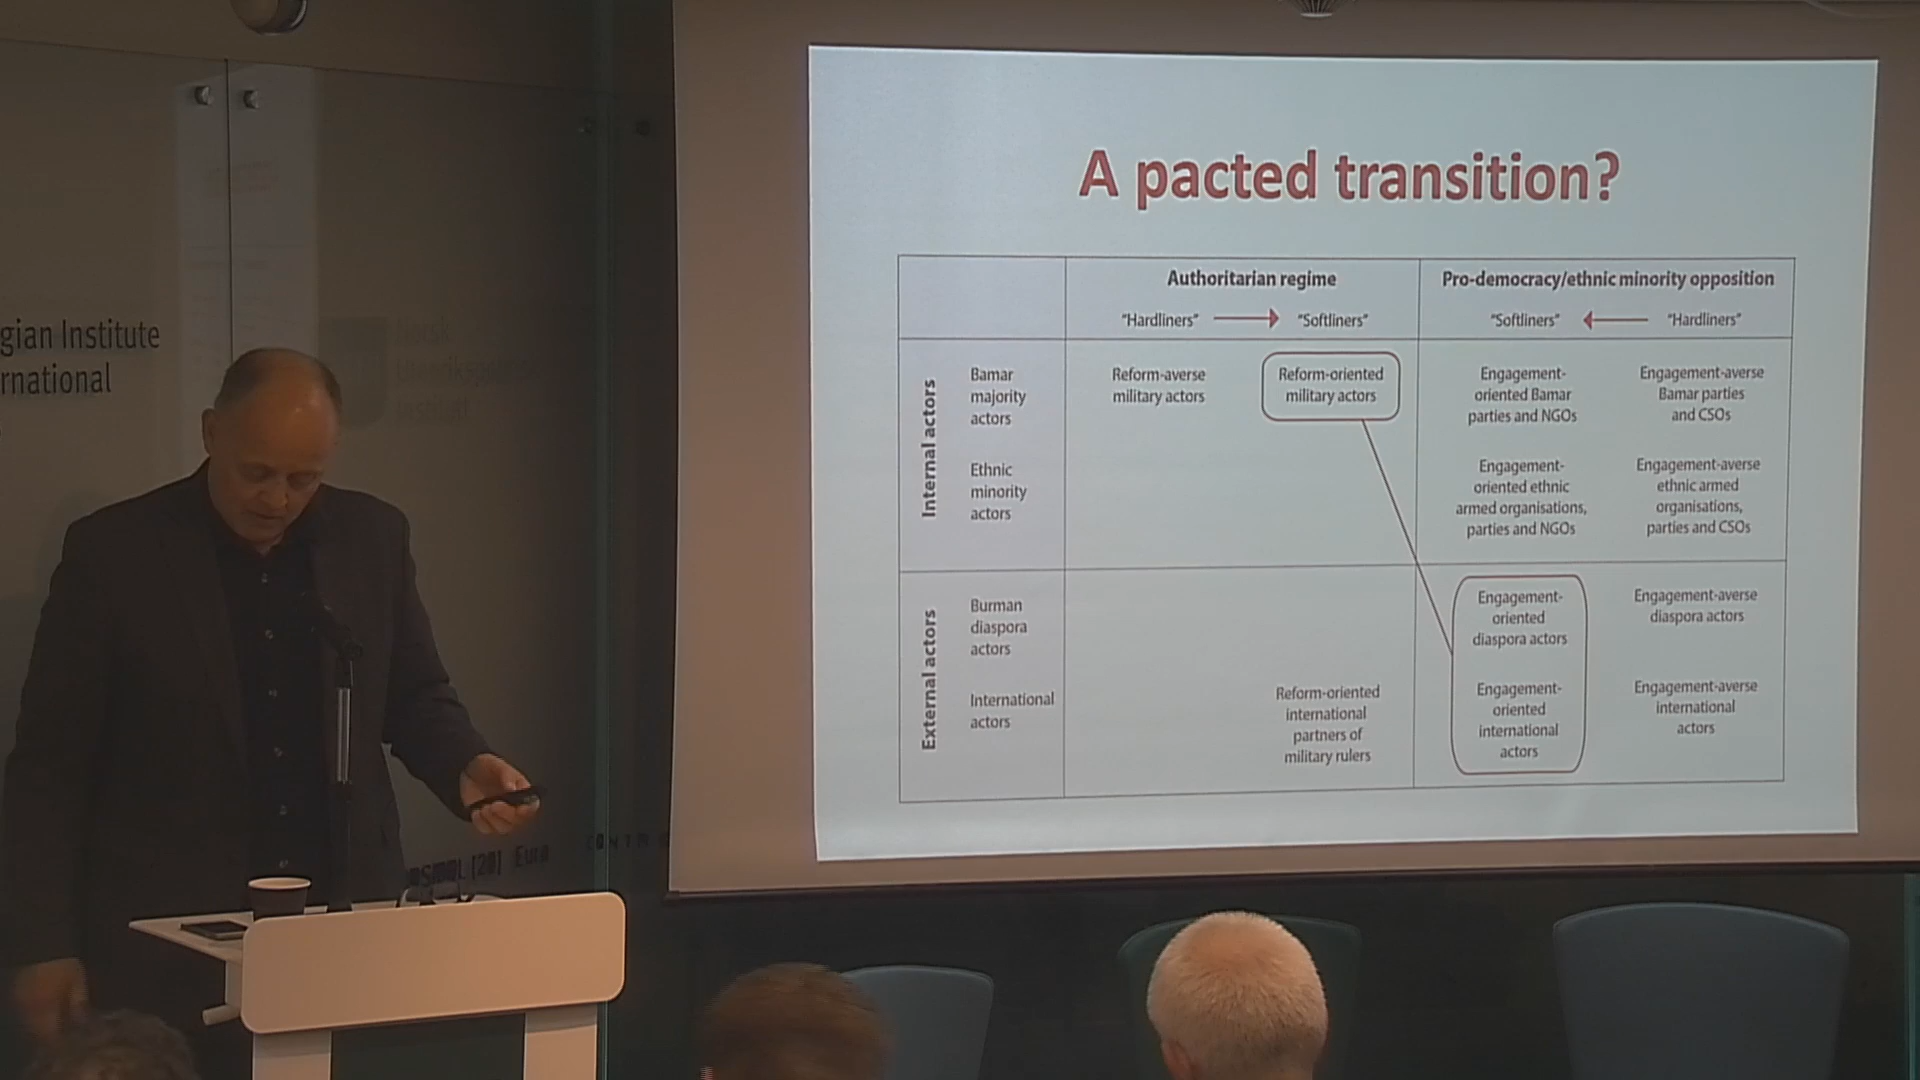 gian Institute
rnational
A pacted transition?
Authoritarian regime
Pro-democracy/ethnic minority opposition
"Hardliners"
"Softliners"
"Softliners"
"Hardliners"
Internal actors
Bamar
majority
actors
Reform-averse
military actors
Reform-oriented
military actors
Engagement-
oriented Bamar
parties and NGOs
Engagement-averse
Bamar parties
and CSOs
Ethnic
minority
actors
Engagement-
oriented ethnic
armed organisations,
parties and NGOs
Engagement-averse
ethnic armed
organisations,
parties and CSOs
External actors
Burman
diaspora
actors
Engagement-
oriented
diaspora actors
Engagement-averse
diaspora actors
International
actors
Reform-oriented
international
partners of
military rulers
Engagement-
oriented
international
actors
Engagement-averse
international
actors
[20] Euro